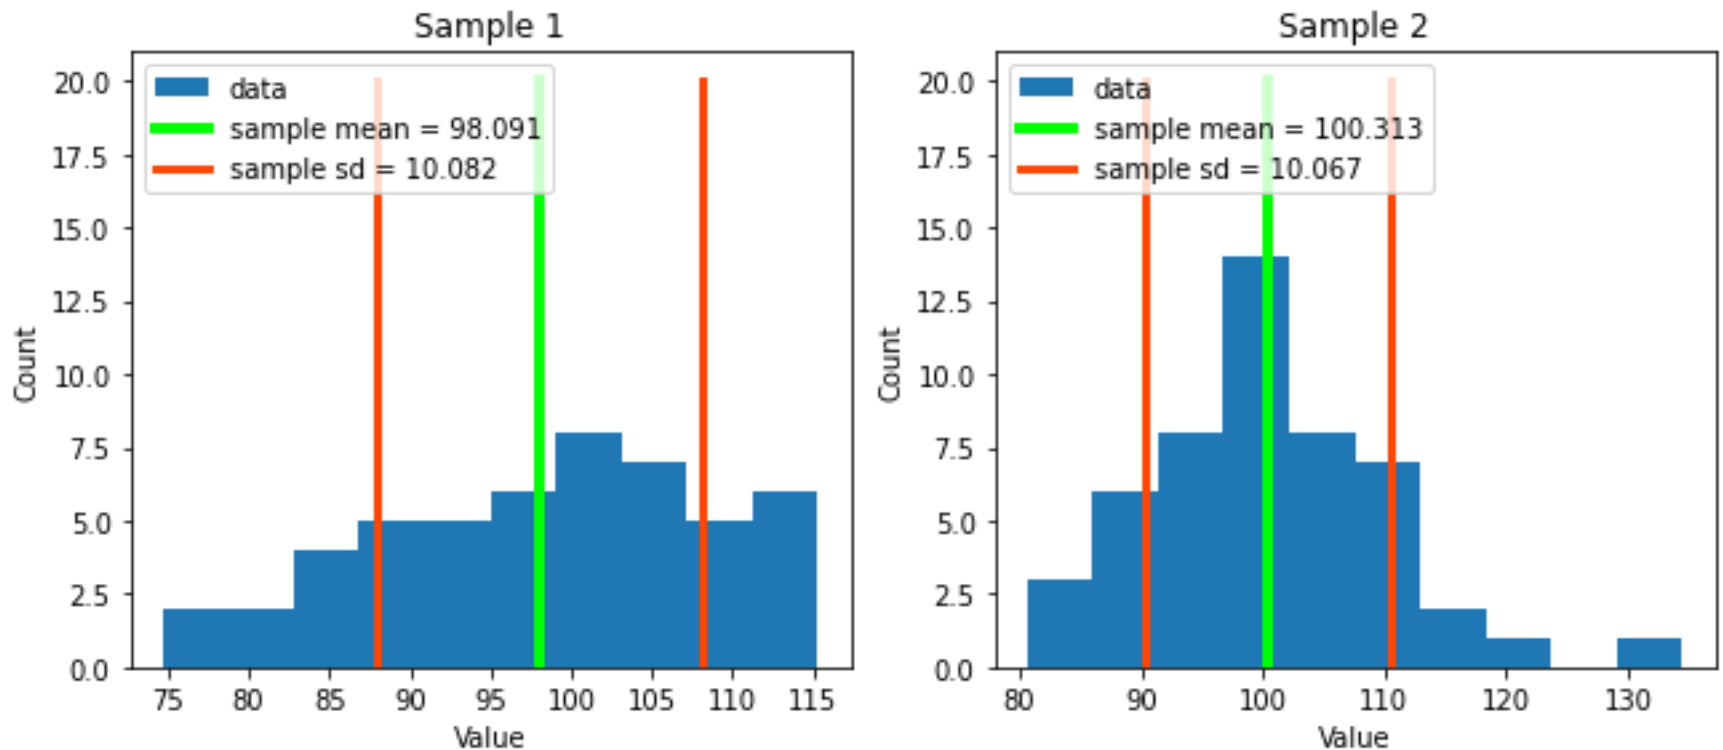 Sample 1
data
sample mean = 98.091
sample sd = 10.082
20.0
17.5
15.0
12.5
10.0
7.5
5.0
2.5
0.0
Count
75 80 85 90 95 100 105 110 115
Value
Sample 2
data
sample mean = 100.313
sample sd = 10.067
20.0
17.5
15.0
12.5
10.0
7.5
5.0
2.5
0.0
Count
80 90 100 110 120 130
Value